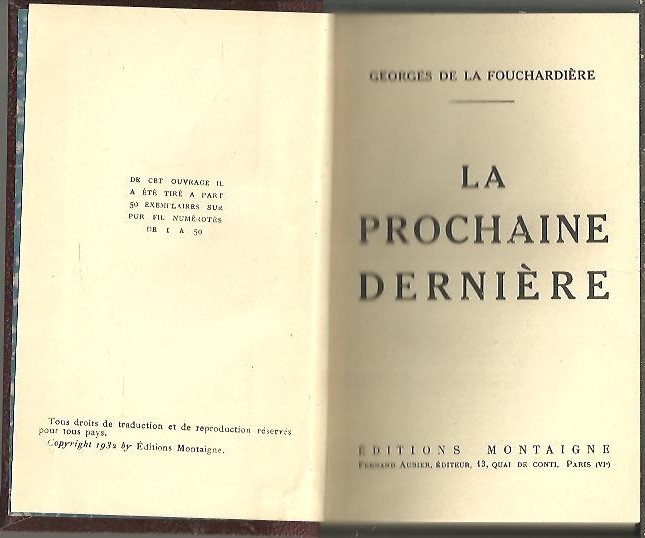 DE CET OUVRAGE IL
A ÉTÉ TIRÉ A PART
50 EXEMPLAIRES SUR
PUR FIL NUMÉROTÉS
DE 1 A 50
Tous droits de traduction et de reproduction réservés
pour tous pays.
Copyright 1932 by Éditions Montaigne.
GEORGES DE LA FOUCHARDIÈRE
LA
PROCHAINE
DERNIÈRE
ÉDITIONS MONTAIGNE
FERNAND AUBIER, ÉDITEUR, 13, QUAI DE CONTI, PARIS (VIe)